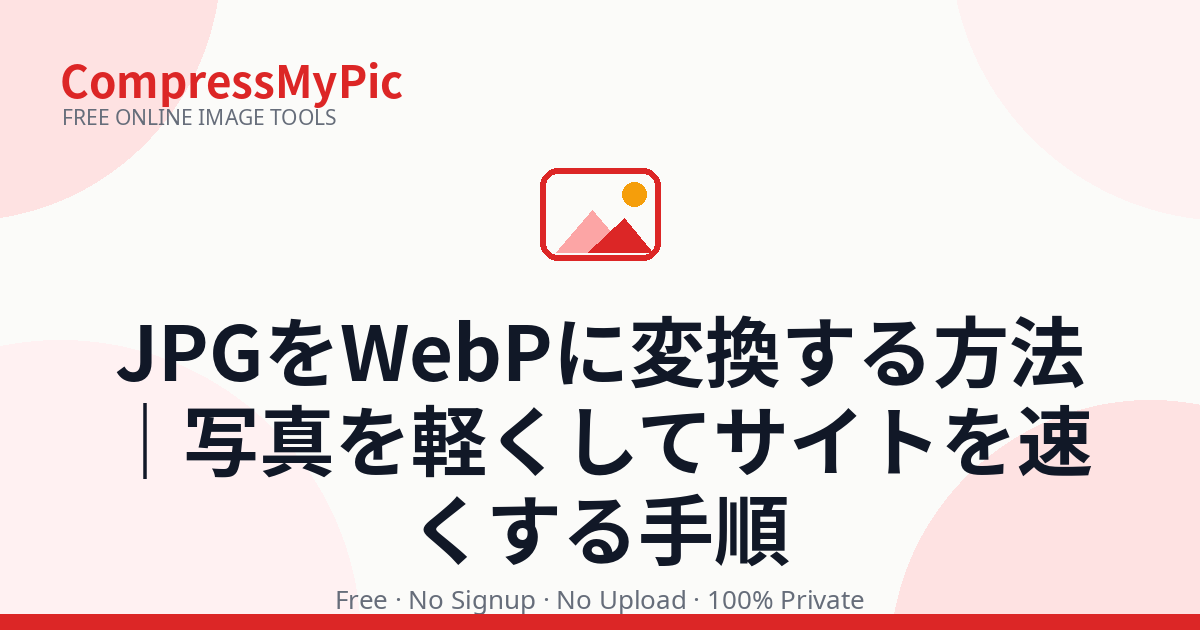 CompressMyPic
FREE ONLINE IMAGE TOOLS
JPGをWebPに変換する方法
｜写真を軽くしてサイトを速
くする手順
Free · No Signup · No Upload · 100% Private